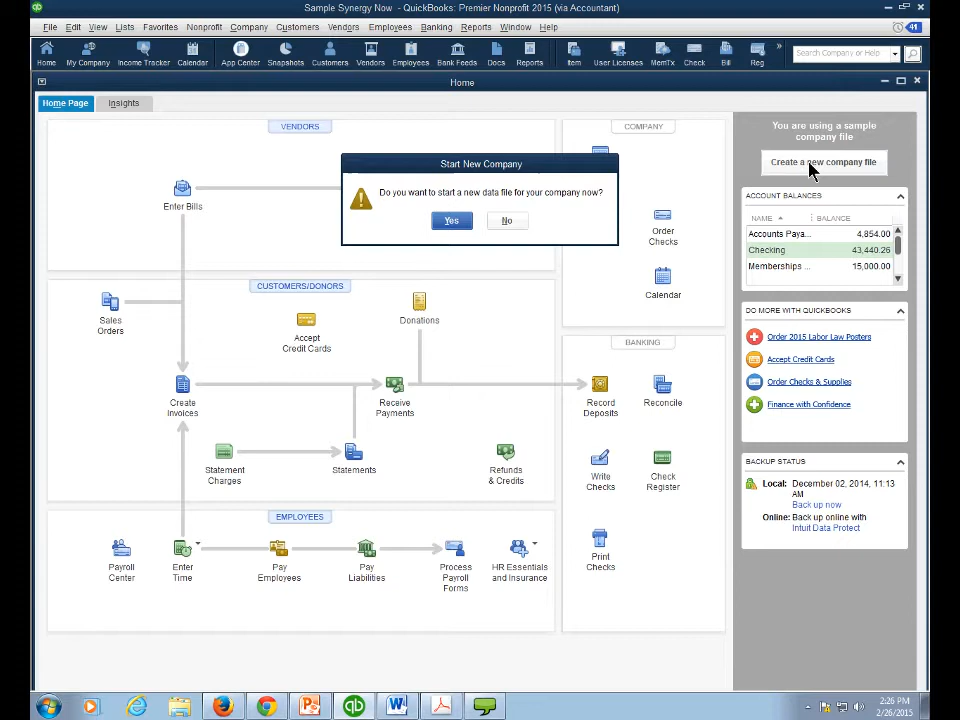 Sample Synergy Now - QuickBooks: Premier Nonprofit 2015 (via Accountant)
File Edit View Lists Favorites Nonprofit Company Customers Vendors Employees Banking Reports Window Help
41
Home My Company Income Tracker Calendar App Center Snapshots Customers Vendors Employees Bank Feeds Docs Reports Item User Licenses MemTx Check Bill Reg
Search Company or Help
Home
Home Page Insights
VENDORS
COMPANY
You are using a sample
company file
Create a new company file
Start New Company
Do you want to start a new data file for your company now?
Yes No
Enter Bills
Order
Checks
Calendar
ACCOUNT BALANCES
NAME BALANCE
Accounts Paya... 4,854.00
Checking 43,440.26
Memberships ... 15,000.00
CUSTOMERS/DONORS
Sales
Orders
Accept
Credit Cards
Donations
Create
Invoices
Receive
Payments
Statement
Charges
Statements
Refunds
& Credits
BANKING
Record
Deposits
Reconcile
Write
Checks
Check
Register
Print
Checks
DO MORE WITH QUICKBOOKS
Order 2015 Labor Law Posters
Accept Credit Cards
Order Checks & Supplies
Finance with Confidence
BACKUP STATUS
Local: December 02, 2014, 11:13
AM
Back up now
Online: Back up online with
Intuit Data Protect
EMPLOYEES
Payroll
Center
Enter
Time
Pay
Employees
Pay
Liabilities
Process
Payroll
Forms
HR Essentials
and Insurance
2:26 PM
2/26/2015